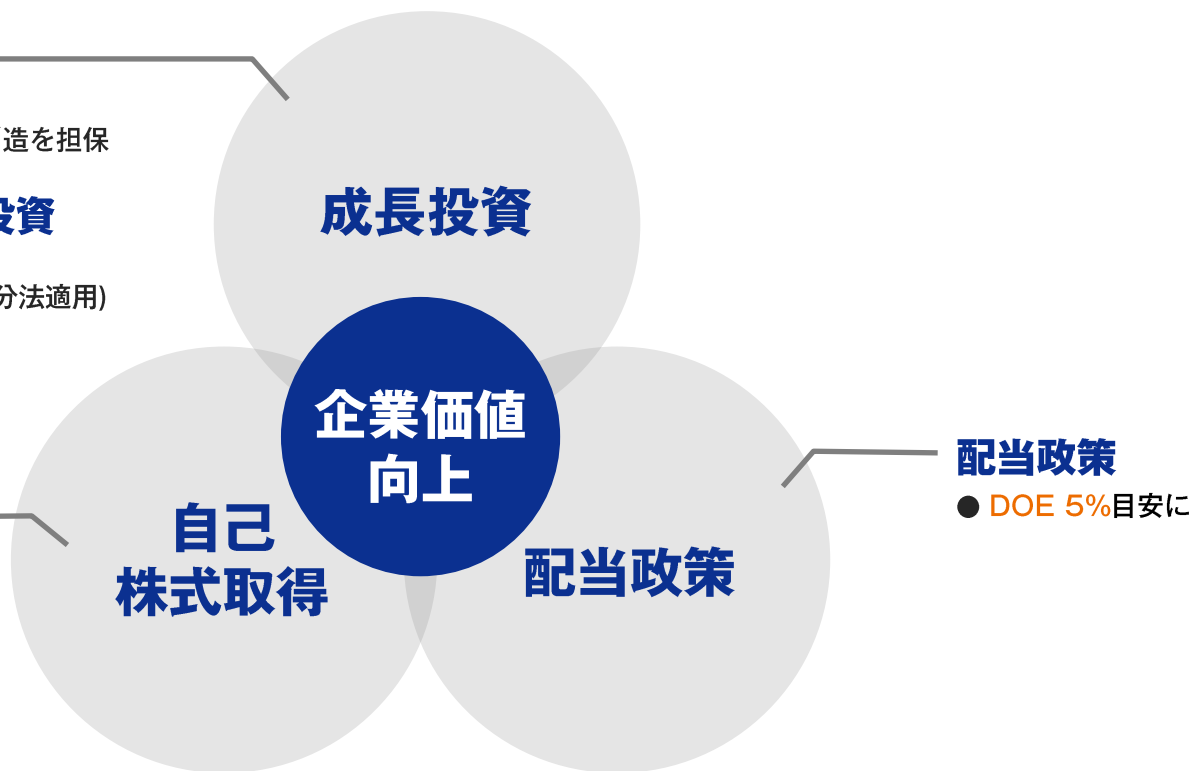 造を担保
投資
分法適用)
成長投資
企業価値
向上
自己
株式取得
配当政策
配当政策
● DOE 5%目安に